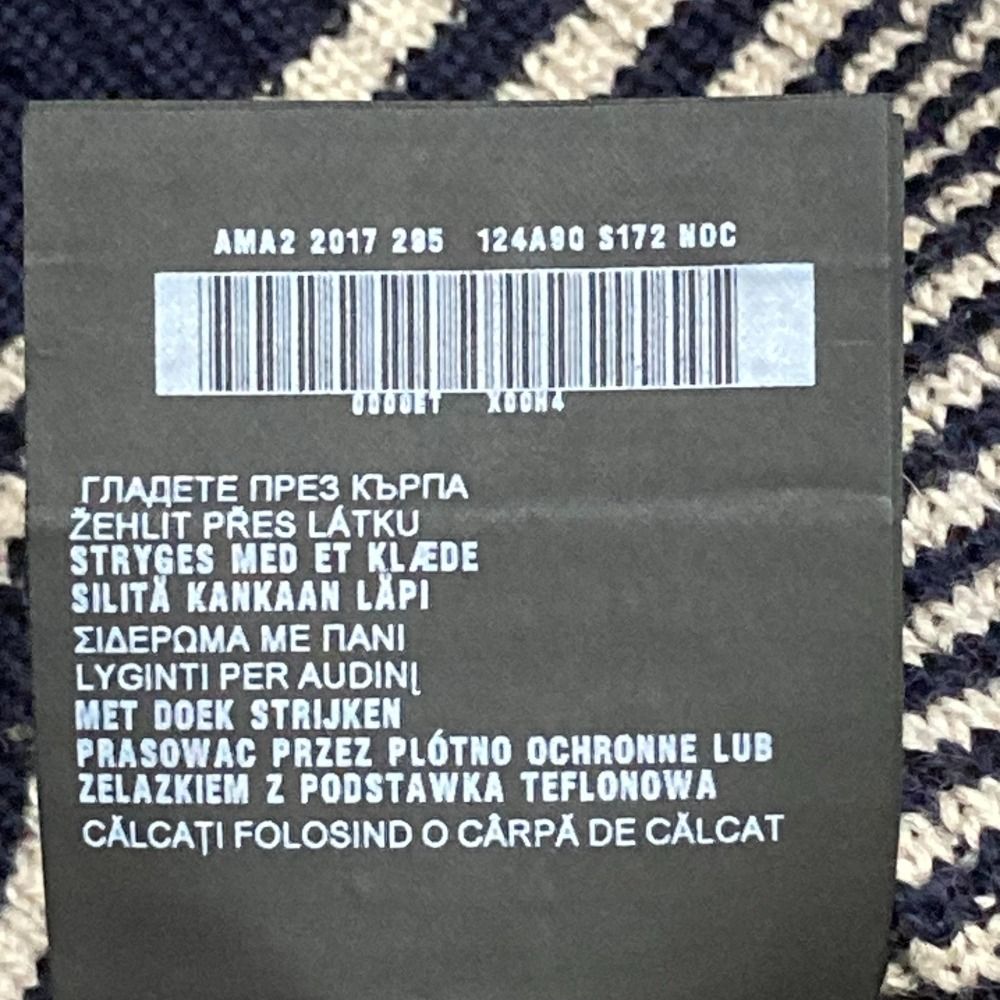 AMA2 2017 295 124A90 S172 NOC
0000ET X00H4
ГЛАДЕТЕ ПРЕЗ КЪРПА
ŽEHLIT PŘES LÁTKU
STRYGES MED ET KLÆDE
SILITÄ KANKAAN LÄPI
ΣΙΔΕΡΩΜΑ ΜΕ ΠΑΝΙ
LYGINTI PER AUDINĮ
MET DOEK STRIJKEN
PRASOWAC PRZEZ PLÓTNO OCHRONNE LUB
ZELAZKIEM Z PODSTAWKA TEFLONOWA
CĂLCAȚI FOLOSIND O CÂRPĂ DE CĂLCAT